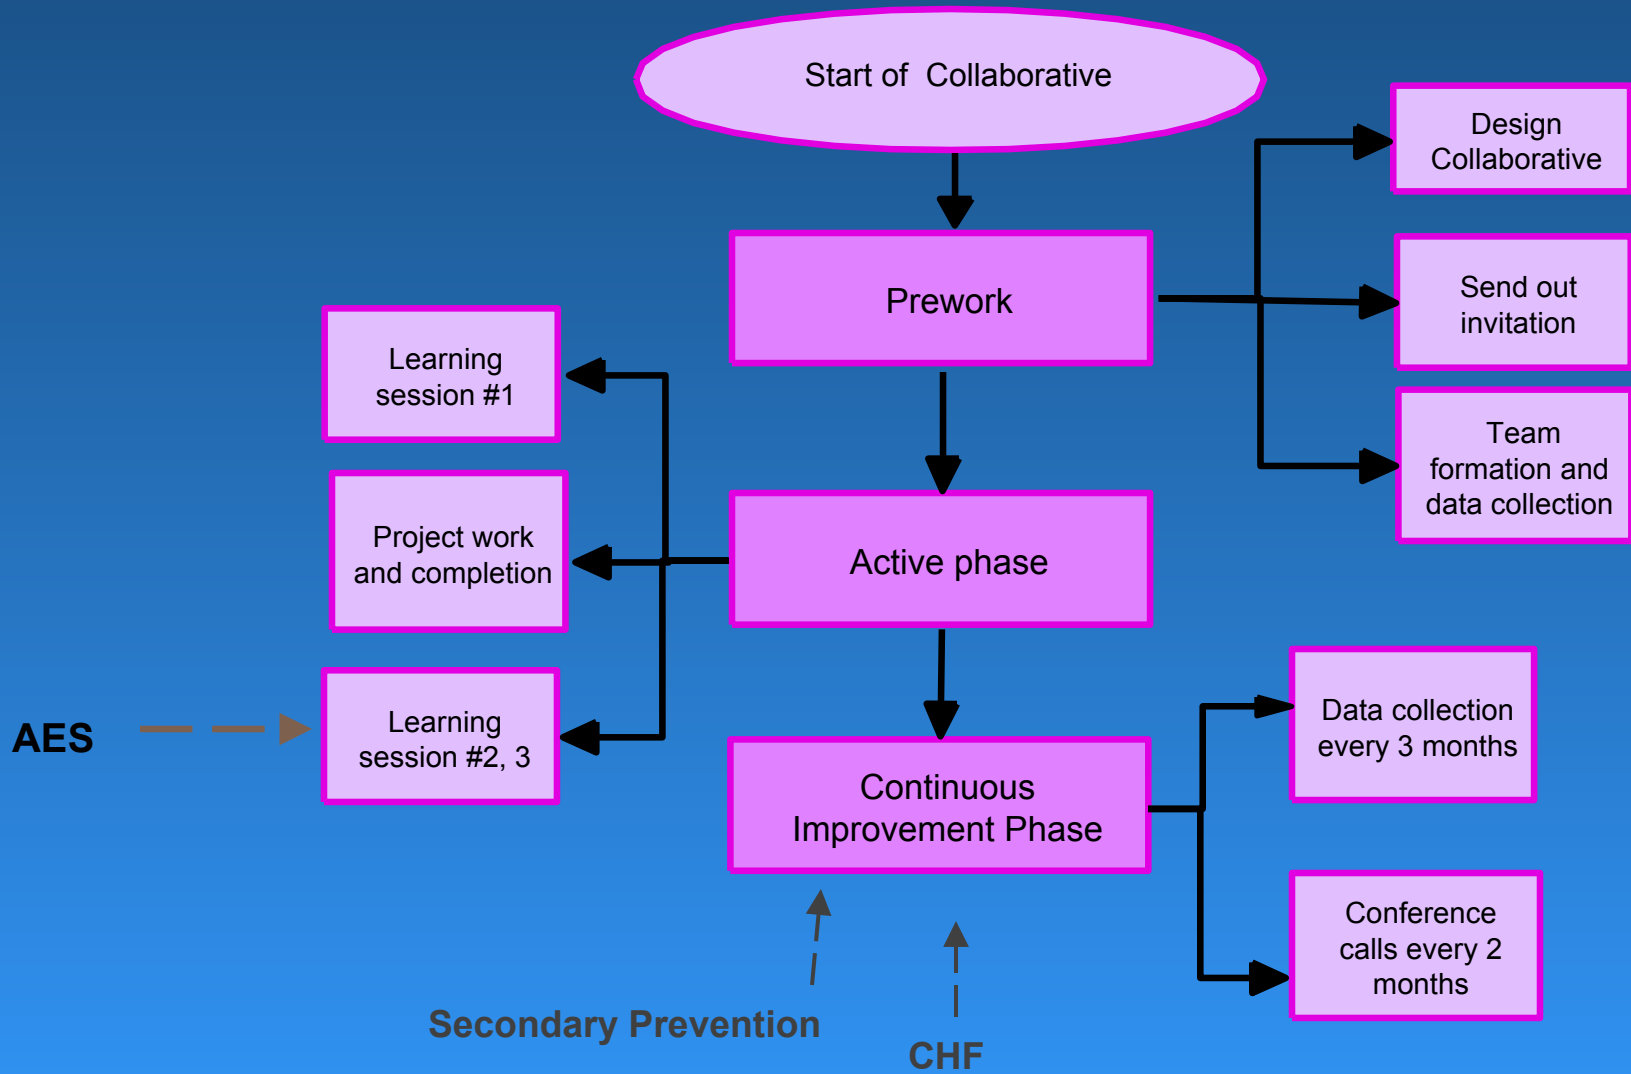 Start of Collaborative
Design
Collaborative
Prework
Send out
invitation
Learning
session #1
Team
formation and
data collection
Project work
and completion
Active phase
AES
Learning
session #2, 3
Data collection
every 3 months
Continuous
Improvement Phase
Conference
calls every 2
months
Secondary Prevention
CHF